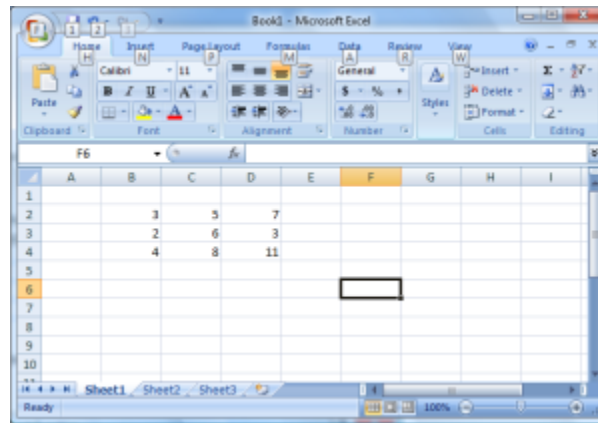 1 2
Book1 - Microsoft Excel
F
Home Insert Page Layout Formulas Data Review View
H N P M A R W
Calibri 11 General Insert
Paste B I U A A $ % , Styles Delete
Format
Clipboard Font Alignment Number Cells Editing
F6 fx
A B C D E F G H I
1
2 3 5 7
3 2 6 3
4 4 8 11
5
6
7
8
9
10
Sheet1 Sheet2 Sheet3
Ready 100%